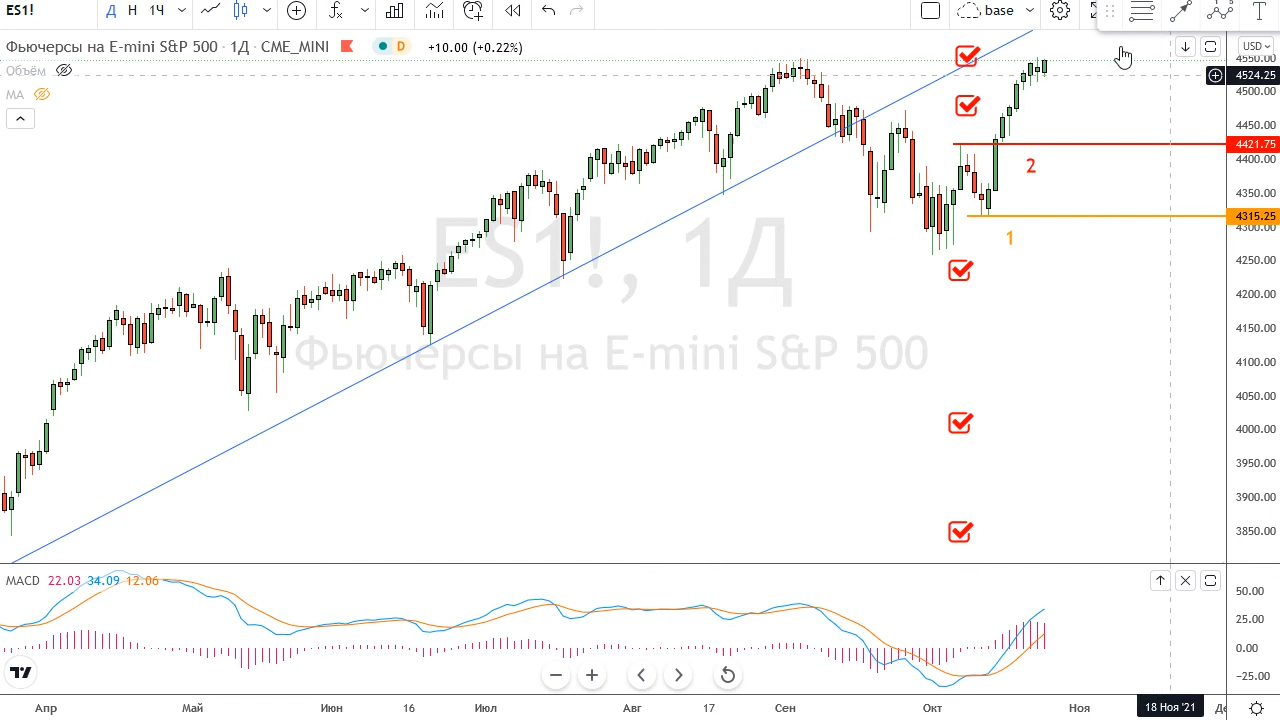 ES1!
Д
Н
1Ч
base
Фьючерсы на E-mini S&P 500 · 1Д · CME_MINI
D
+10.00 (+0.22%)
USD
Объём
MA
4550.00
4524.25
4500.00
4450.00
4421.75
4400.00
4350.00
4315.25
4300.00
4250.00
4200.00
4150.00
4100.00
4050.00
4000.00
3950.00
3900.00
3850.00
2
1
ES1!, 1Д
Фьючерсы на E-mini S&P 500
MACD 22.03 34.09 12.06
50.00
25.00
0.00
−25.00
Апр
Май
Июн
16
Июл
Авг
17
Сен
Окт
Ноя
18 Ноя '21